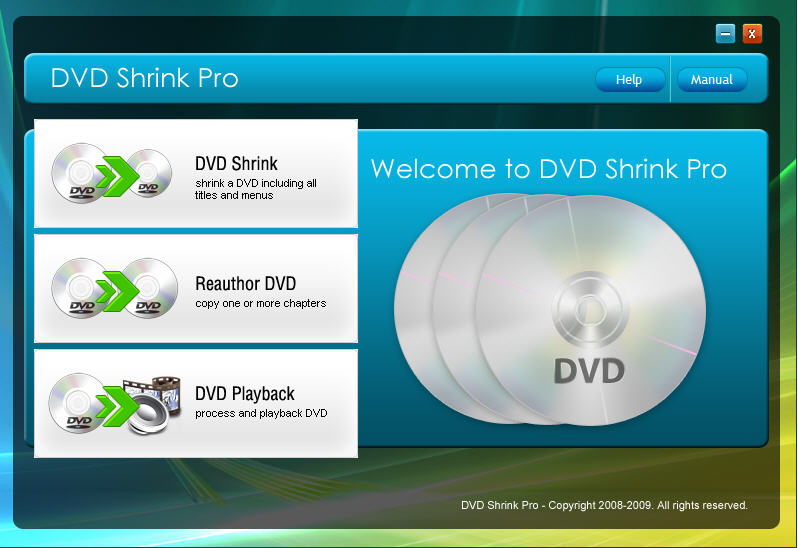 DVD Shrink Pro
Help
Manual
DVD
DVD
DVD Shrink
shrink a DVD including all
titles and menus
DVD
DVD
Reauthor DVD
copy one or more chapters
DVD
DVD Playback
process and playback DVD
Welcome to DVD Shrink Pro
DVD
DVD Shrink Pro - Copyright 2008-2009. All rights reserved.